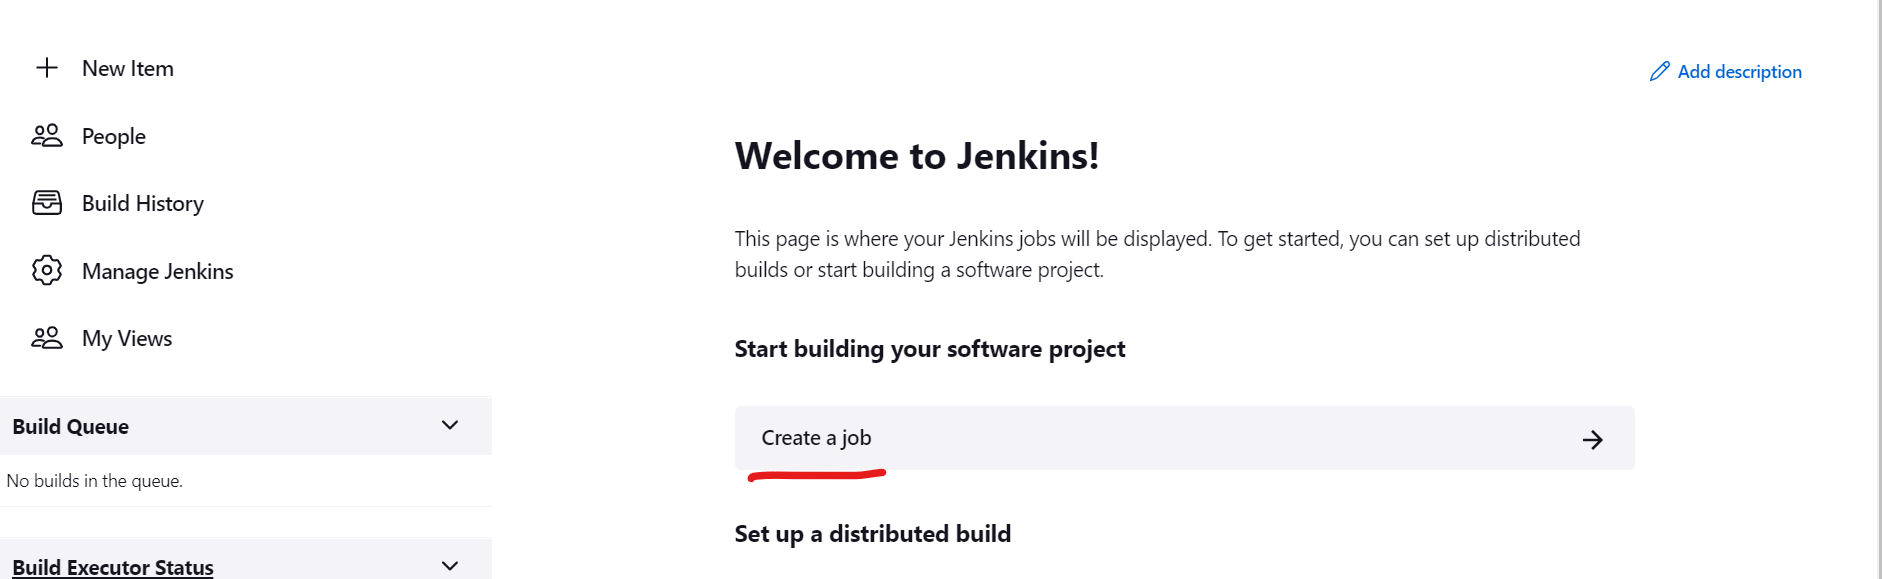 New Item
People
Build History
Manage Jenkins
My Views
Build Queue
No builds in the queue.
Build Executor Status
Add description
Welcome to Jenkins!
This page is where your Jenkins jobs will be displayed. To get started, you can set up distributed
builds or start building a software project.
Start building your software project
Create a job
Set up a distributed build